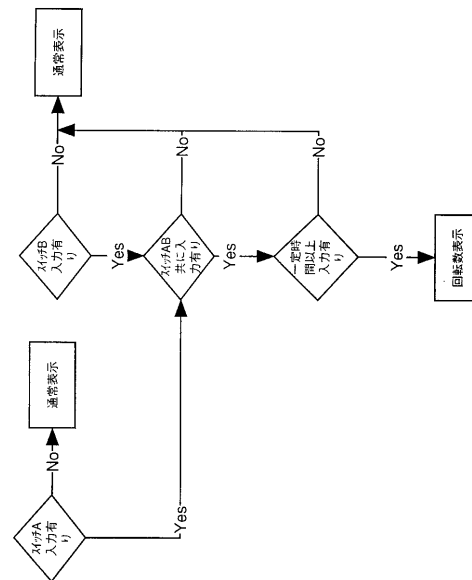 スイッチA
入力有
り
No
通常表示
Yes
スイッチB
入力有
り
No
通常表示
Yes
スイッチAB
共に入
力有り
No
Yes
一定時
間以上
入力有
り
No
Yes
回転数表示